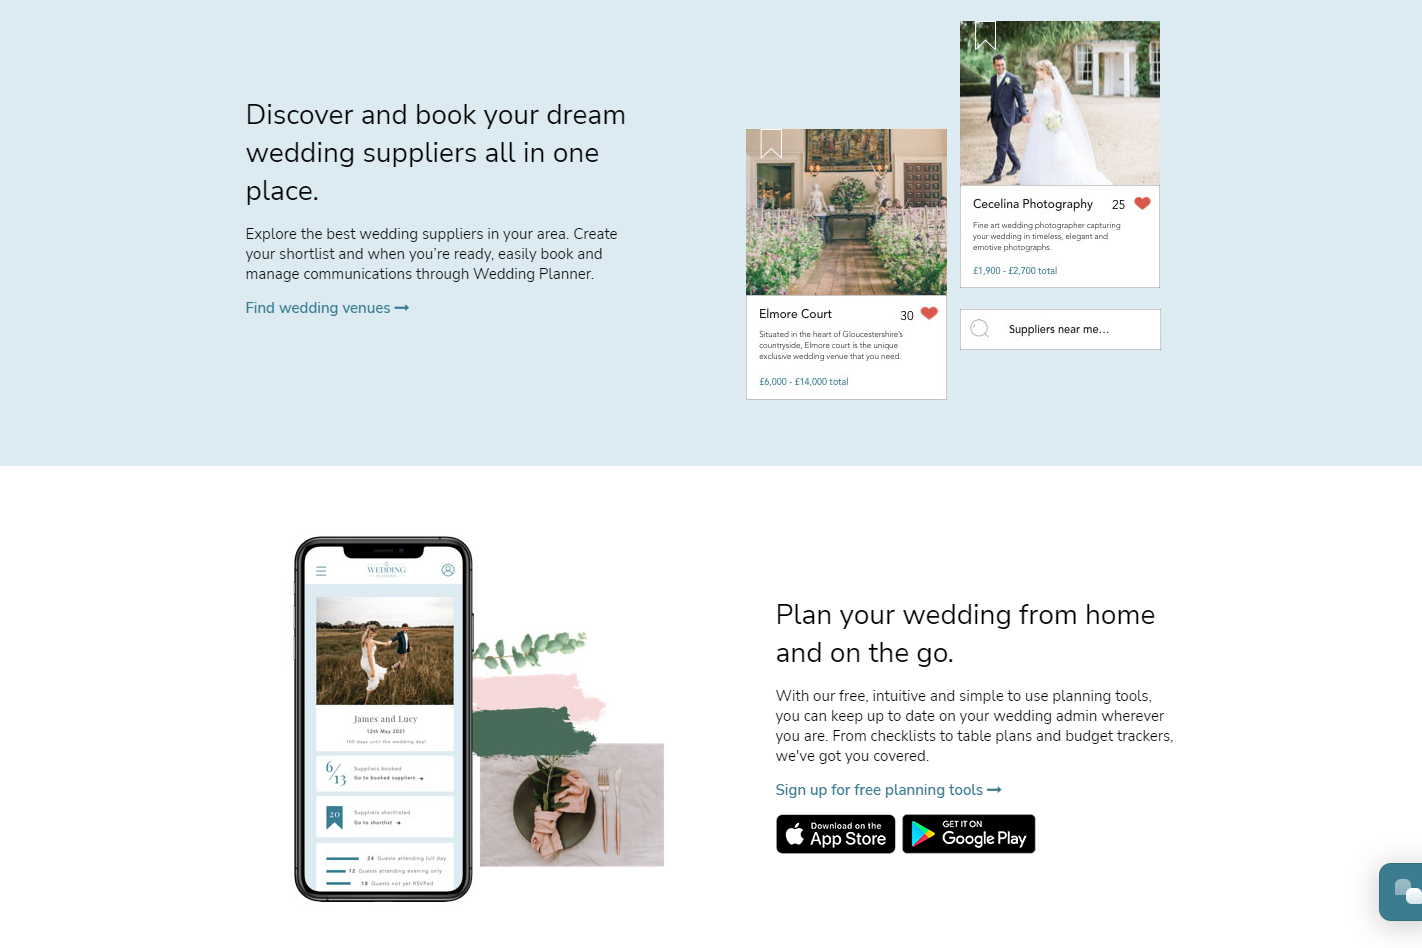 Discover and book your dream
wedding suppliers all in one
place.
Explore the best wedding suppliers in your area. Create
your shortlist and when you're ready, easily book and
manage communications through Wedding Planner.
Find wedding venues
Elmore Court 30
Situated in the heart of Gloucestershire's
countryside, Elmore court is the unique
exclusive wedding venue that you need.
£6,000 - £14,000 total
Cecelina Photography 25
Fine art wedding photographer capturing
your wedding in timeless, elegant and
emotive photographs.
£1,900 - £2,700 total
Suppliers near me...
WEDDING
PLANNER
James and Lucy
12th May 2021
100 days until the wedding day!
6/13 Suppliers booked
Go to booked suppliers
20 Suppliers shortlisted
Go to shortlist
24 Guests attending full day
12 Guests attending evening only
18 Guests not yet RSVPed
Plan your wedding from home
and on the go.
With our free, intuitive and simple to use planning tools,
you can keep up to date on your wedding admin wherever
you are. From checklists to table plans and budget trackers,
we've got you covered.
Sign up for free planning tools
Download on the
App Store
GET IT ON
Google Play